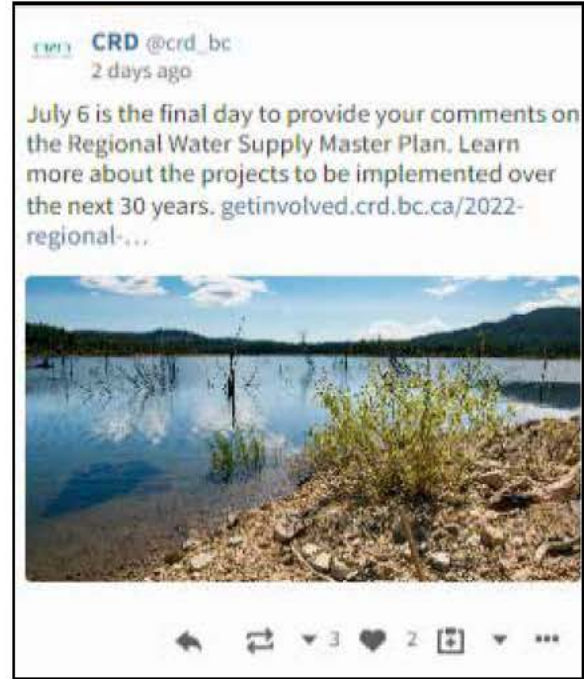 CRD @crd_bc
2 days ago
July 6 is the final day to provide your comments on
the Regional Water Supply Master Plan. Learn
more about the projects to be implemented over
the next 30 years. getinvolved.crd.bc.ca/2022-
regional-...
3 2